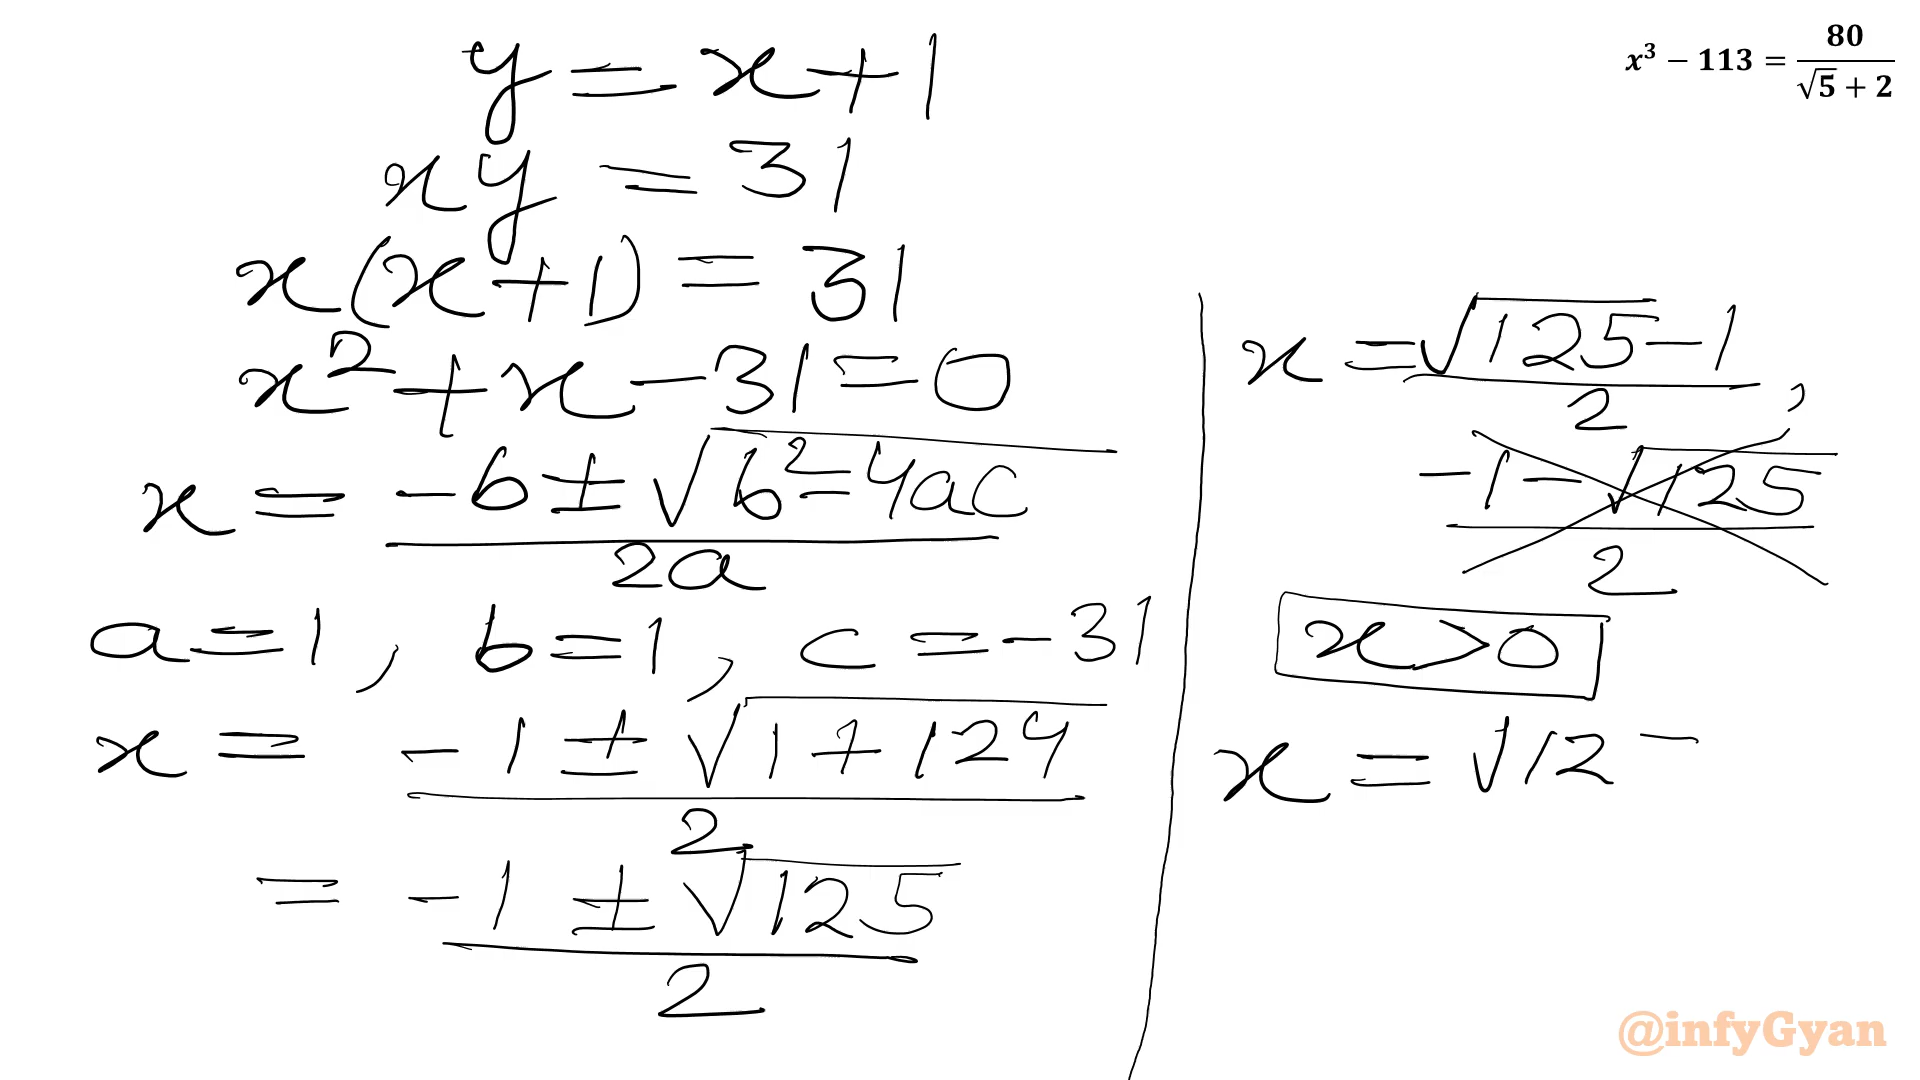 y = x + 1
xy = 31
x(x+1) = 31
x² + x - 31 = 0
x = (-b ± √(b² - 4ac)) / 2a
a = 1, b = 1, c = -31
x = (-1 ± √(1 + 124)) / 2
= (-1 ± √125) / 2
x³ − 113 = 80 / (√5 + 2)
x = (√125 - 1) / 2,
(-1 - √125) / 2
x > 0
x = √12
@infyGyan